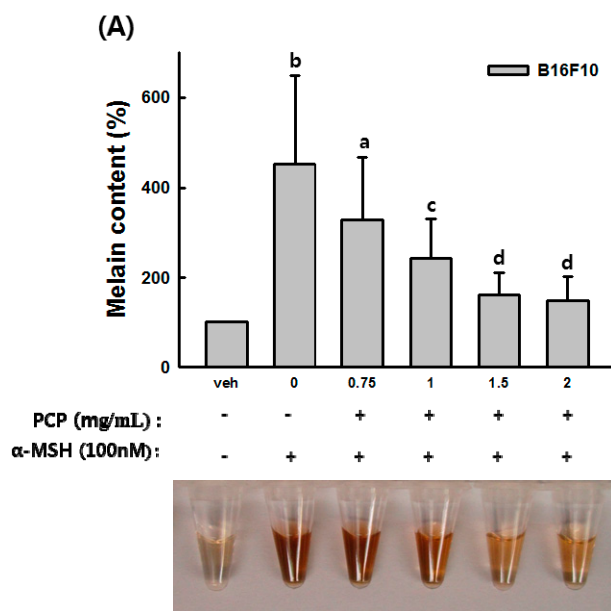 (A)
B16F10
Melain content (%)
600
400
200
0
b
a
c
d
d
veh 0 0.75 1 1.5 2
PCP (mg/mL) : - - + + + +
α-MSH (100nM) : - + + + + +